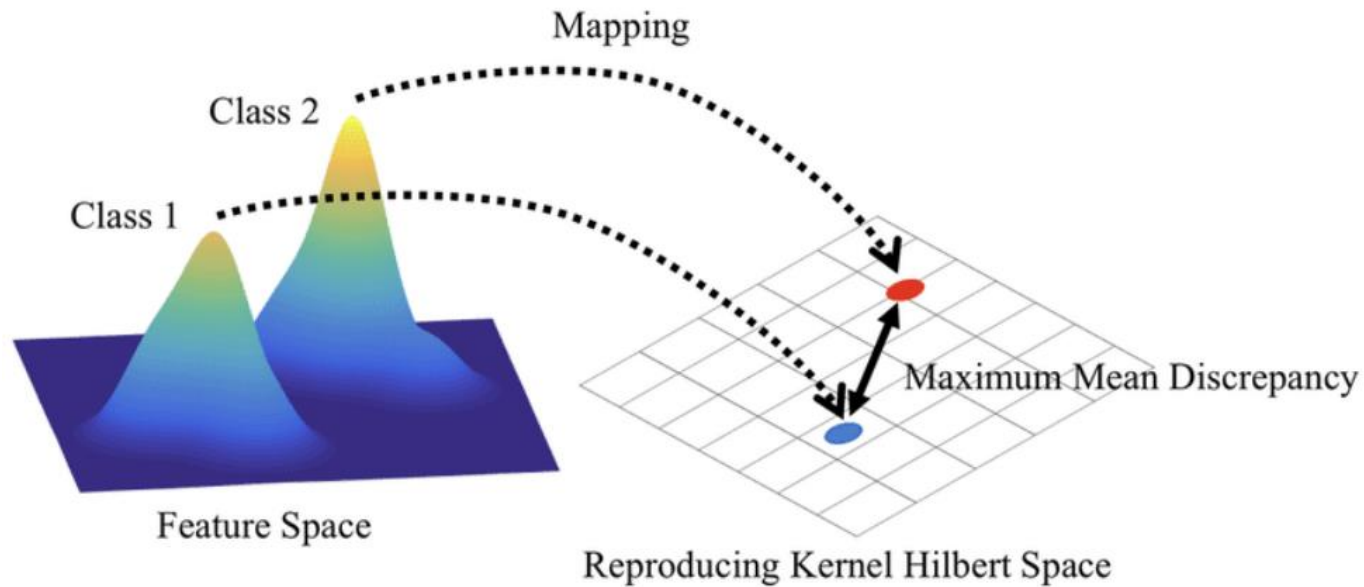 Mapping
Class 2
Class 1
Maximum Mean Discrepancy
Feature Space
Reproducing Kernel Hilbert Space